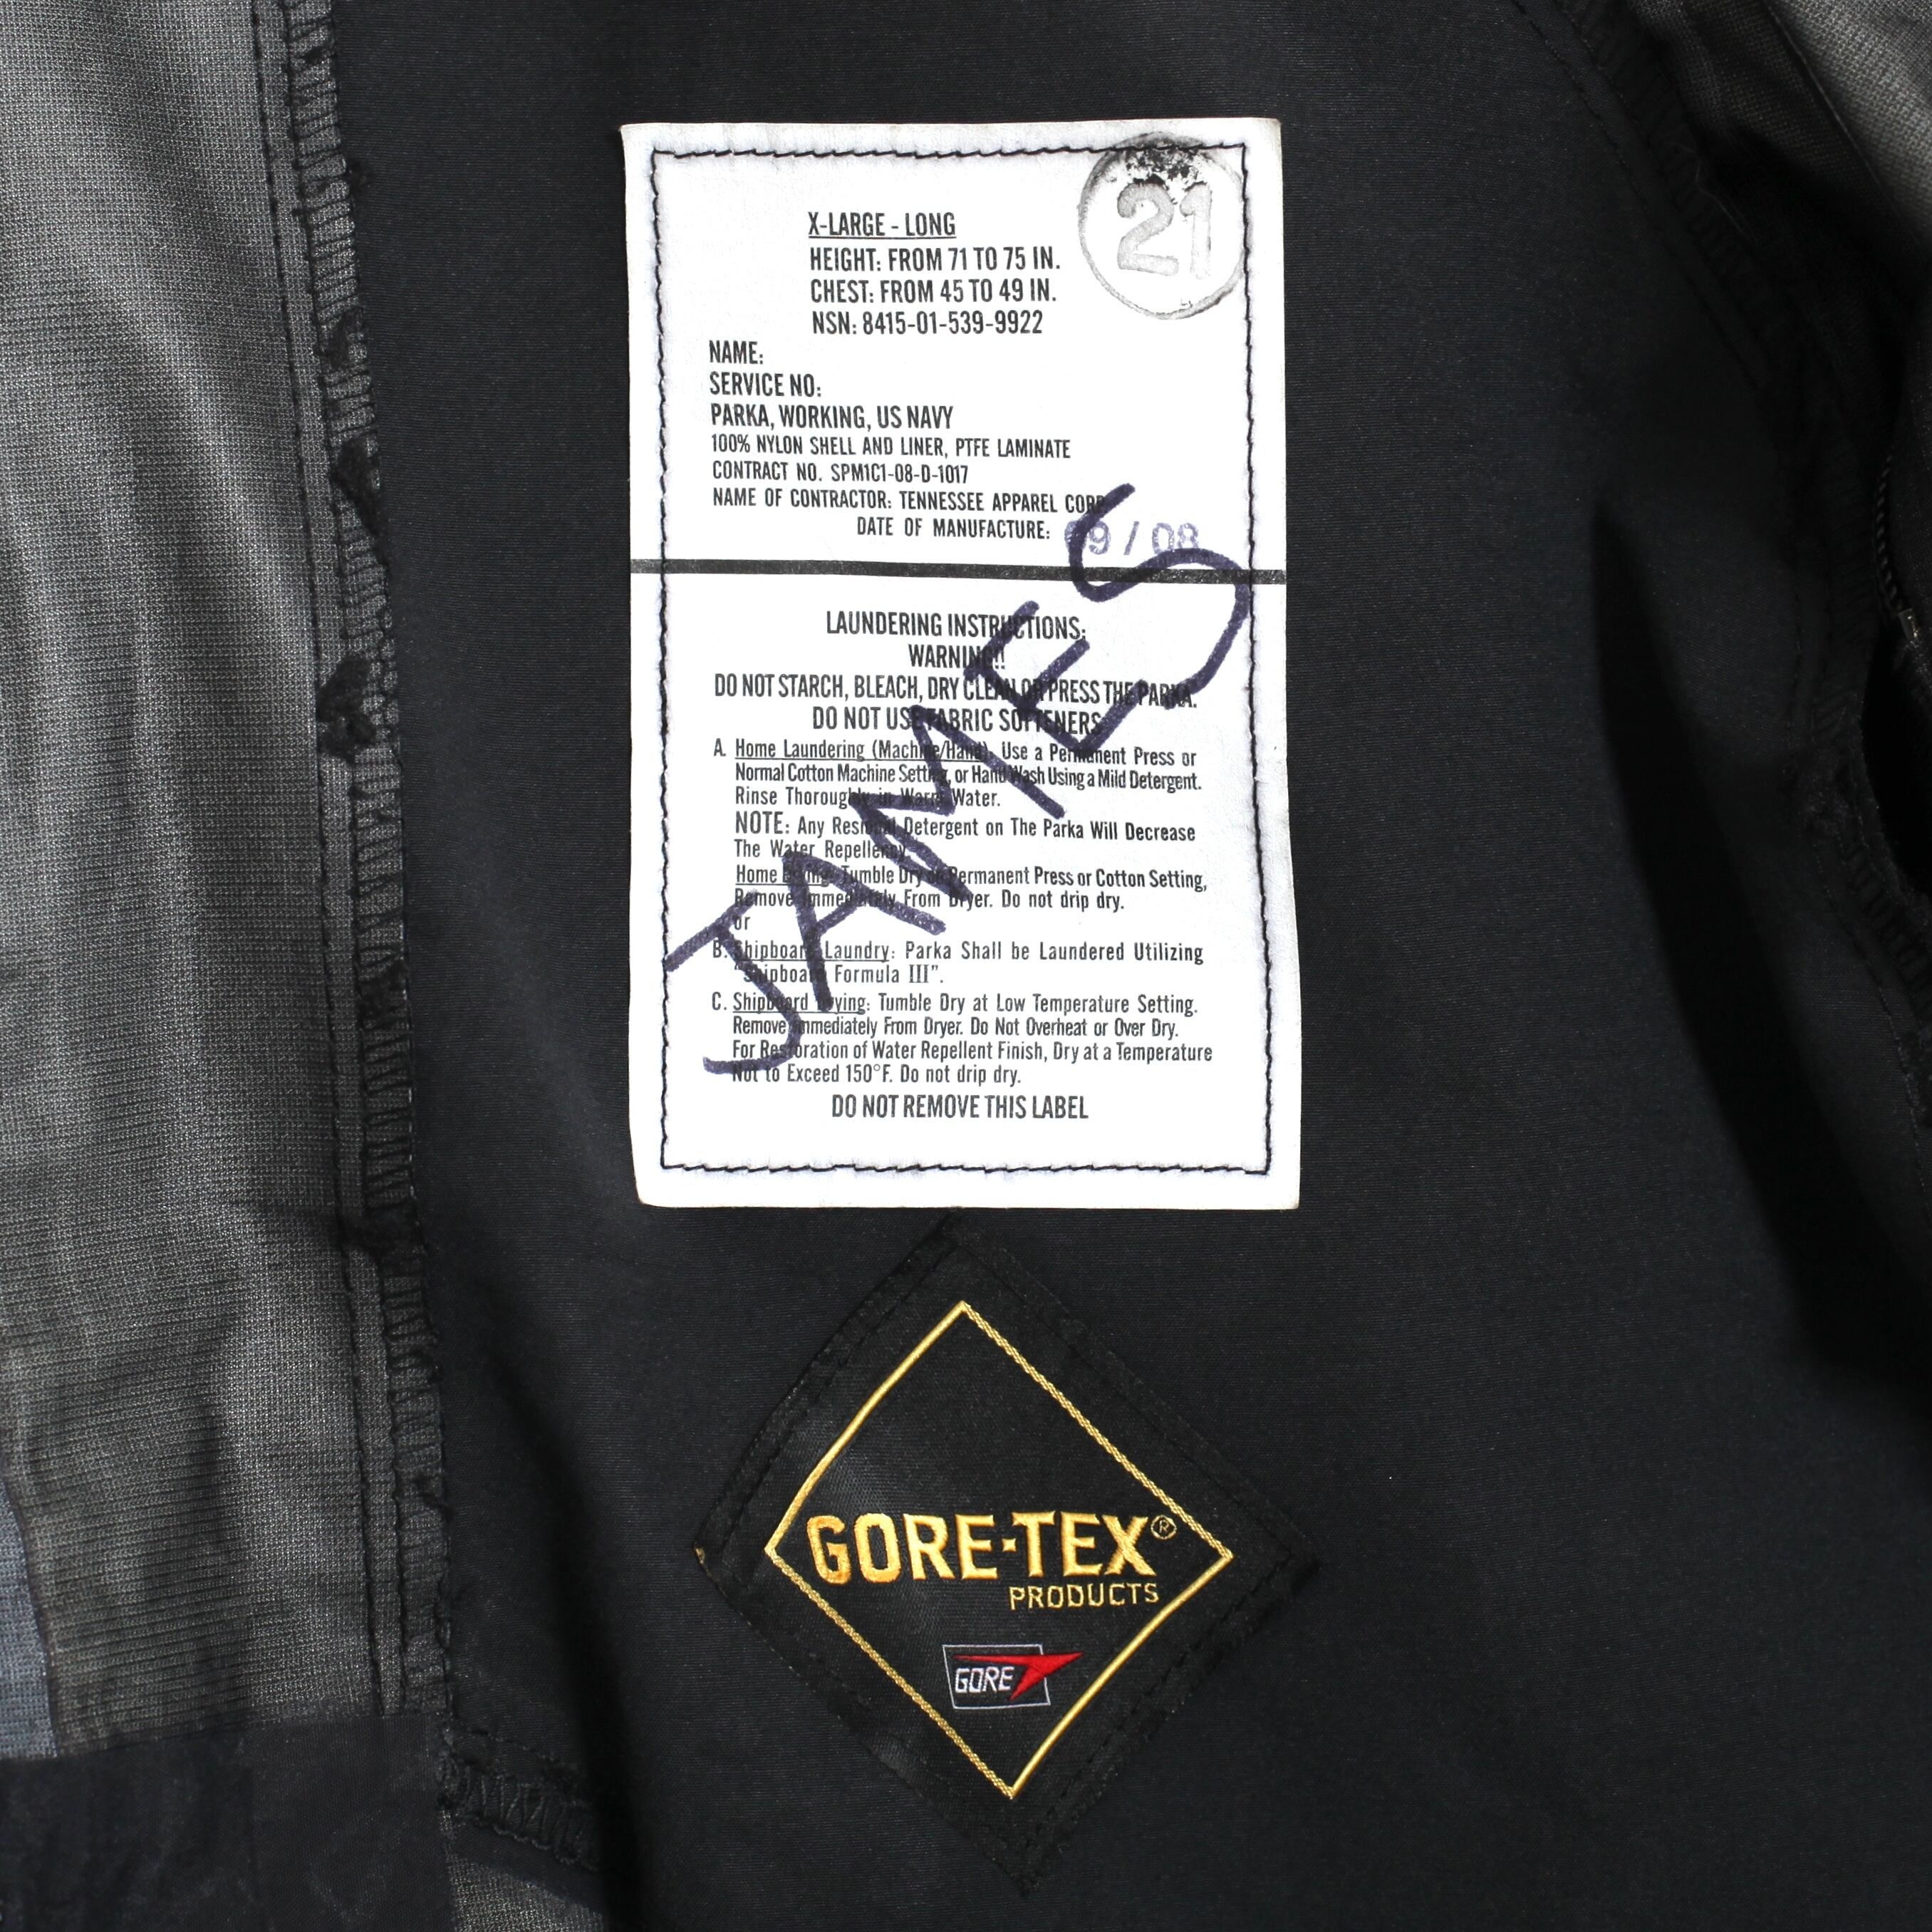 21
X-LARGE - LONG
HEIGHT: FROM 71 TO 75 IN.
CHEST: FROM 45 TO 49 IN.
NSN: 8415-01-539-9922
NAME:
SERVICE NO:
PARKA, WORKING, US NAVY
100% NYLON SHELL AND LINER, PTFE LAMINATE
CONTRACT NO. SPM1C1-08-D-1017
NAME OF CONTRACTOR: TENNESSEE APPAREL CORP.
DATE OF MANUFACTURE: 09 / 08
JAMES
LAUNDERING INSTRUCTIONS:
WARNING!!
DO NOT STARCH, BLEACH, DRY CLEAN OR PRESS THE PARKA.
DO NOT USE FABRIC SOFTENERS.
A. Home Laundering (Machine/Hand): Use a Permanent Press or
Normal Cotton Machine Setting, or Hand Wash Using a Mild Detergent.
Rinse Thoroughly in Warm Water.
NOTE: Any Residual Detergent on The Parka Will Decrease
The Water Repellency.
Home Drying: Tumble Dry on Permanent Press or Cotton Setting,
Remove Immediately From Dryer. Do not drip dry.
or
B. Shipboard Laundry: Parka Shall be Laundered Utilizing
"Shipboard Formula III".
C. Shipboard Drying: Tumble Dry at Low Temperature Setting.
Remove Immediately From Dryer. Do Not Overheat or Over Dry.
For Restoration of Water Repellent Finish, Dry at a Temperature
Not to Exceed 150°F. Do not drip dry.
DO NOT REMOVE THIS LABEL
GORE-TEX®
PRODUCTS
GORE